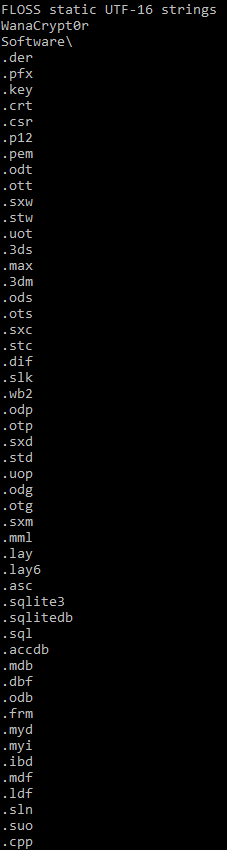 FLOSS static UTF-16 strings
WanaCrypt0r
Software\
.der
.pfx
.key
.crt
.csr
.p12
.pem
.odt
.ott
.sxw
.stw
.uot
.3ds
.max
.3dm
.ods
.ots
.sxc
.stc
.dif
.slk
.wb2
.odp
.otp
.sxd
.std
.uop
.odg
.otg
.sxm
.mml
.lay
.lay6
.asc
.sqlite3
.sqlitedb
.sql
.accdb
.mdb
.dbf
.odb
.frm
.myd
.myi
.ibd
.mdf
.ldf
.sln
.suo
.cpp